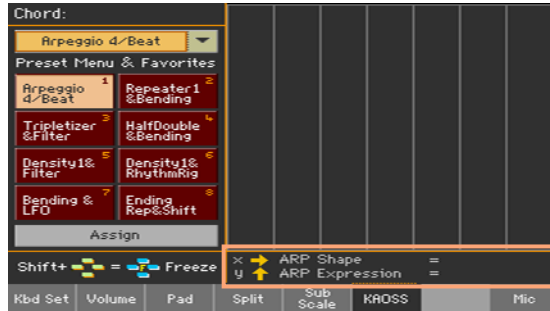 Chord:
Arpeggio 4/Beat
Preset Menu & Favorites
Arpeggio 1
4/Beat
Repeater1 2
&Bending
Tripletizer 3
&Filter
HalfDouble 4
&Bending
Density1& 5
Filter
Density1& 6
RhythmRig
Bending & 7
LFO
Ending 8
Rep&Shift
Assign
Shift+ = F Freeze
x ARP Shape =
y ARP Expression =
Kbd Set Volume Pad Split Sub Scale KAOSS Mic